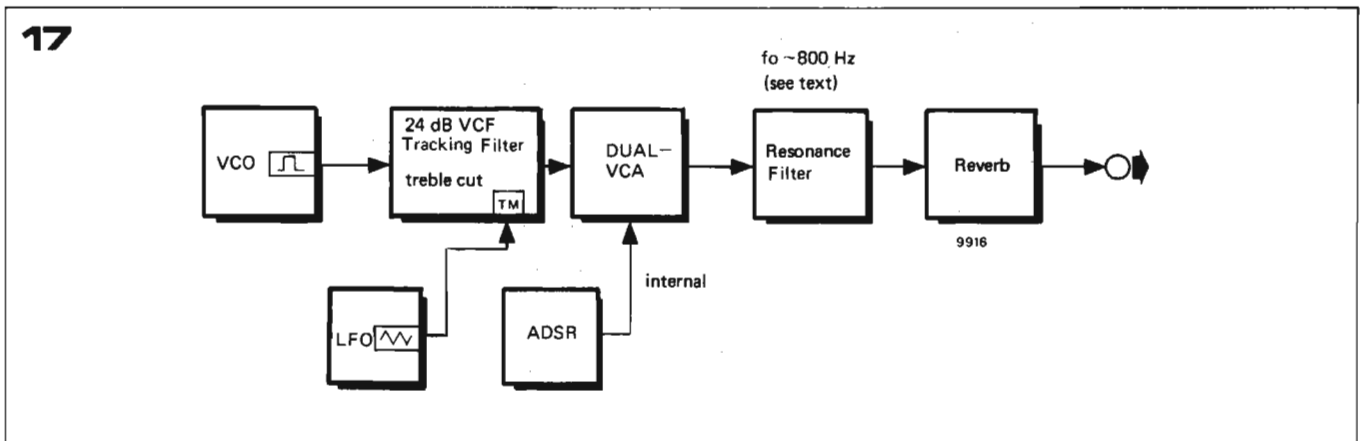 17
fo ~800 Hz
(see text)
VCO
24 dB VCF
Tracking Filter
treble cut
TM
DUAL–
VCA
Resonance
Filter
Reverb
9916
internal
LFO
ADSR